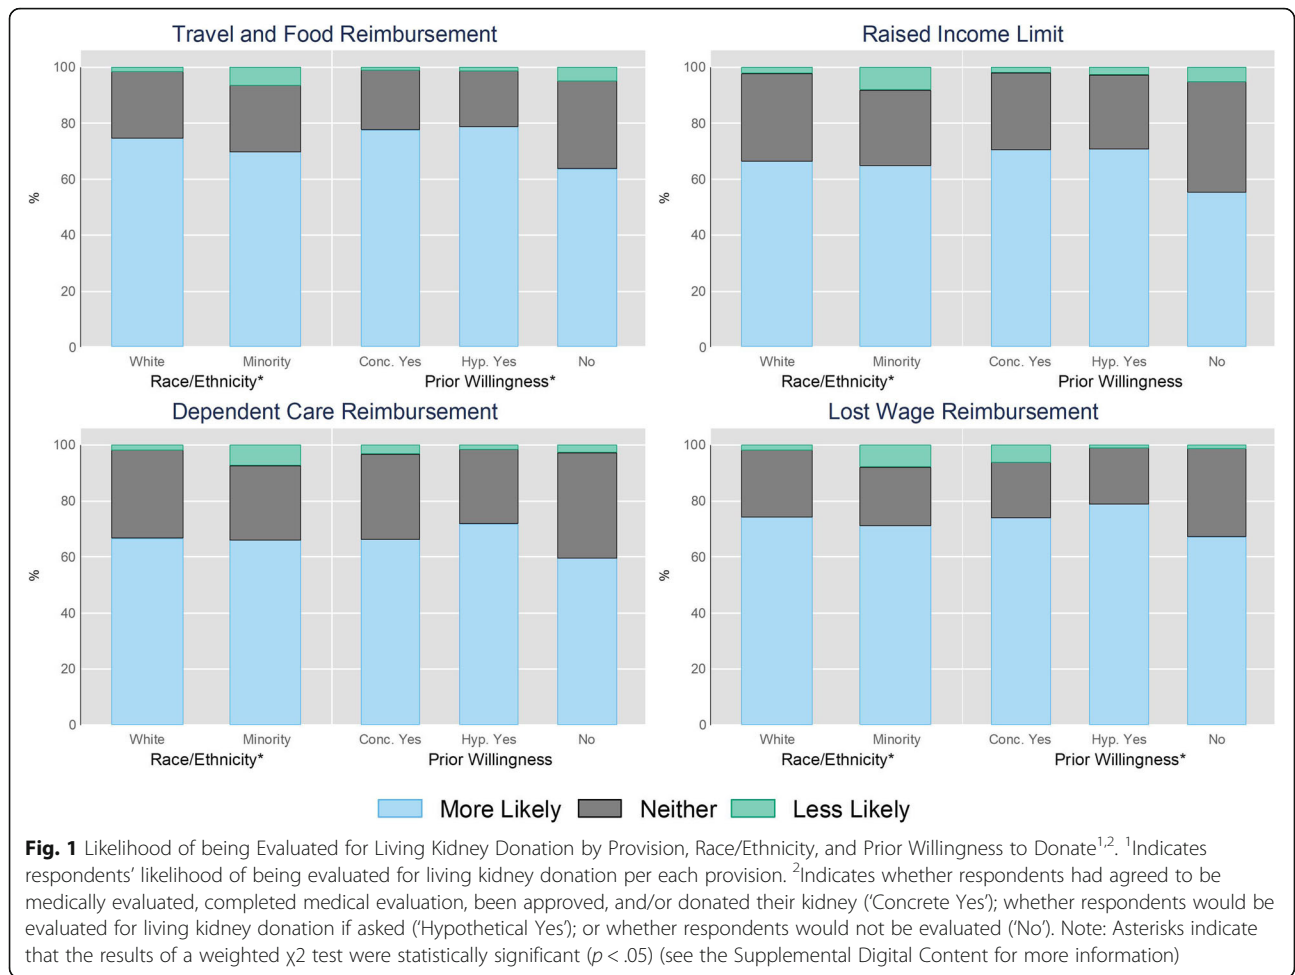 Travel and Food Reimbursement
100
80
60
40
20
0
%
White Minority Conc. Yes Hyp. Yes No
Race/Ethnicity* Prior Willingness*
Raised Income Limit
100
80
60
40
20
0
%
White Minority Conc. Yes Hyp. Yes No
Race/Ethnicity* Prior Willingness
Dependent Care Reimbursement
100
80
60
40
20
0
%
White Minority Conc. Yes Hyp. Yes No
Race/Ethnicity* Prior Willingness
Lost Wage Reimbursement
100
80
60
40
20
0
%
White Minority Conc. Yes Hyp. Yes No
Race/Ethnicity* Prior Willingness*
More Likely Neither Less Likely
Fig. 1 Likelihood of being Evaluated for Living Kidney Donation by Provision, Race/Ethnicity, and Prior Willingness to Donate1,2. 1Indicates
respondents’ likelihood of being evaluated for living kidney donation per each provision. 2Indicates whether respondents had agreed to be
medically evaluated, completed medical evaluation, been approved, and/or donated their kidney (‘Concrete Yes’); whether respondents would be
evaluated for living kidney donation if asked (‘Hypothetical Yes’); or whether respondents would not be evaluated (‘No’). Note: Asterisks indicate
that the results of a weighted χ2 test were statistically significant (p < .05) (see the Supplemental Digital Content for more information)